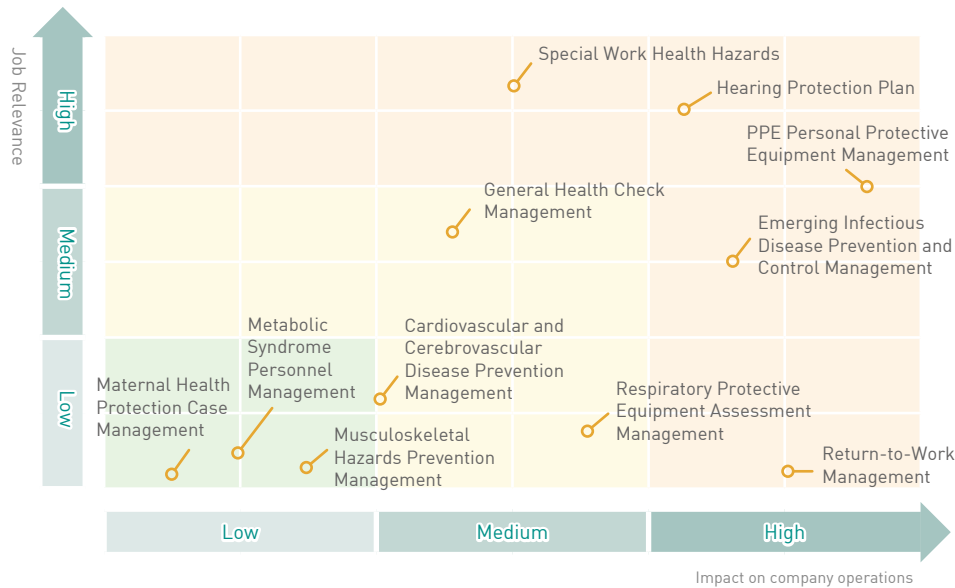 Job Relevance
High
Medium
Low
Special Work Health Hazards
Hearing Protection Plan
PPE Personal Protective
Equipment Management
General Health Check
Management
Emerging Infectious
Disease Prevention and
Control Management
Metabolic
Syndrome
Personnel
Management
Cardiovascular and
Cerebrovascular
Disease Prevention
Management
Maternal Health
Protection Case
Management
Musculoskeletal
Hazards Prevention
Management
Respiratory Protective
Equipment Assessment
Management
Return-to-Work
Management
Low
Medium
High
Impact on company operations